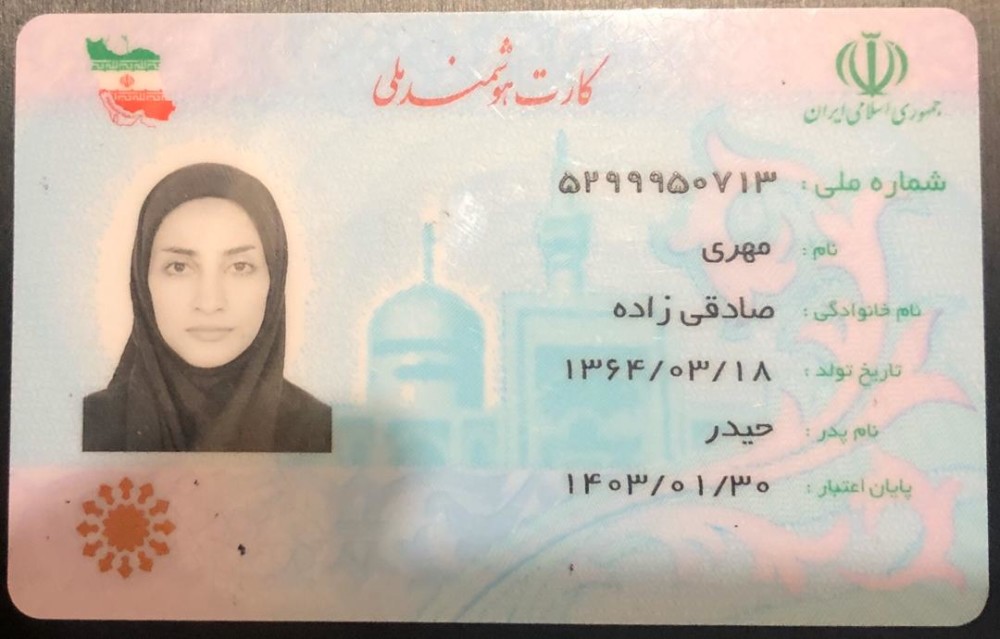 کارت هوشمند ملی
جمهوری اسلامی ایران
شماره ملی: ۵۲۹۹۹۵۰۷۱۳
نام: مهری
نام خانوادگی: صادقی زاده
تاریخ تولد: ۱۳۶۴/۰۳/۱۸
نام پدر: حیدر
پایان اعتبار: ۱۴۰۳/۰۱/۳۰